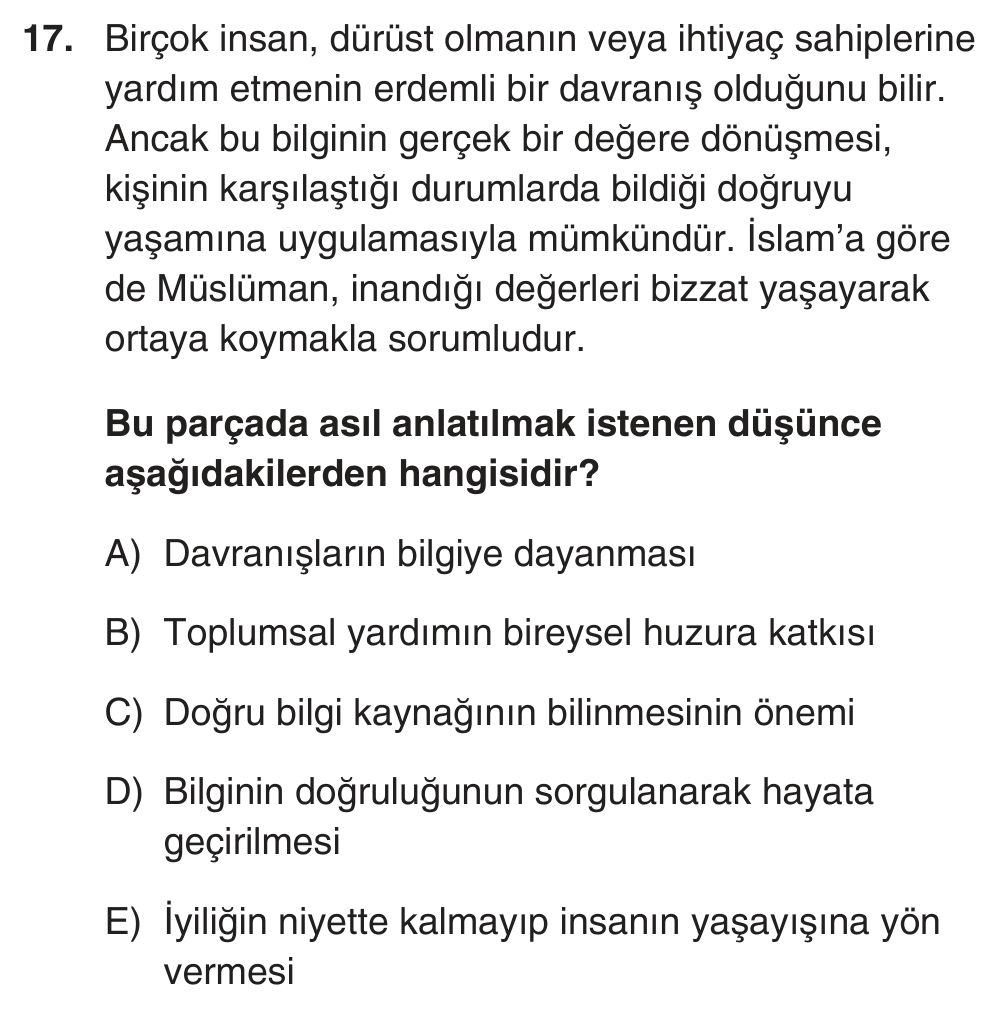 17. Birçok insan, dürüst olmanın veya ihtiyaç sahiplerine
yardım etmenin erdemli bir davranış olduğunu bilir.
Ancak bu bilginin gerçek bir değere dönüşmesi,
kişinin karşılaştığı durumlarda bildiği doğruyu
yaşamına uygulamasıyla mümkündür. İslam’a göre
de Müslüman, inandığı değerleri bizzat yaşayarak
ortaya koymakla sorumludur.
Bu parçada asıl anlatılmak istenen düşünce
aşağıdakilerden hangisidir?
A) Davranışların bilgiye dayanması
B) Toplumsal yardımın bireysel huzura katkısı
C) Doğru bilgi kaynağının bilinmesinin önemi
D) Bilginin doğruluğunun sorgulanarak hayata
geçirilmesi
E) İyiliğin niyette kalmayıp insanın yaşayışına yön
vermesi